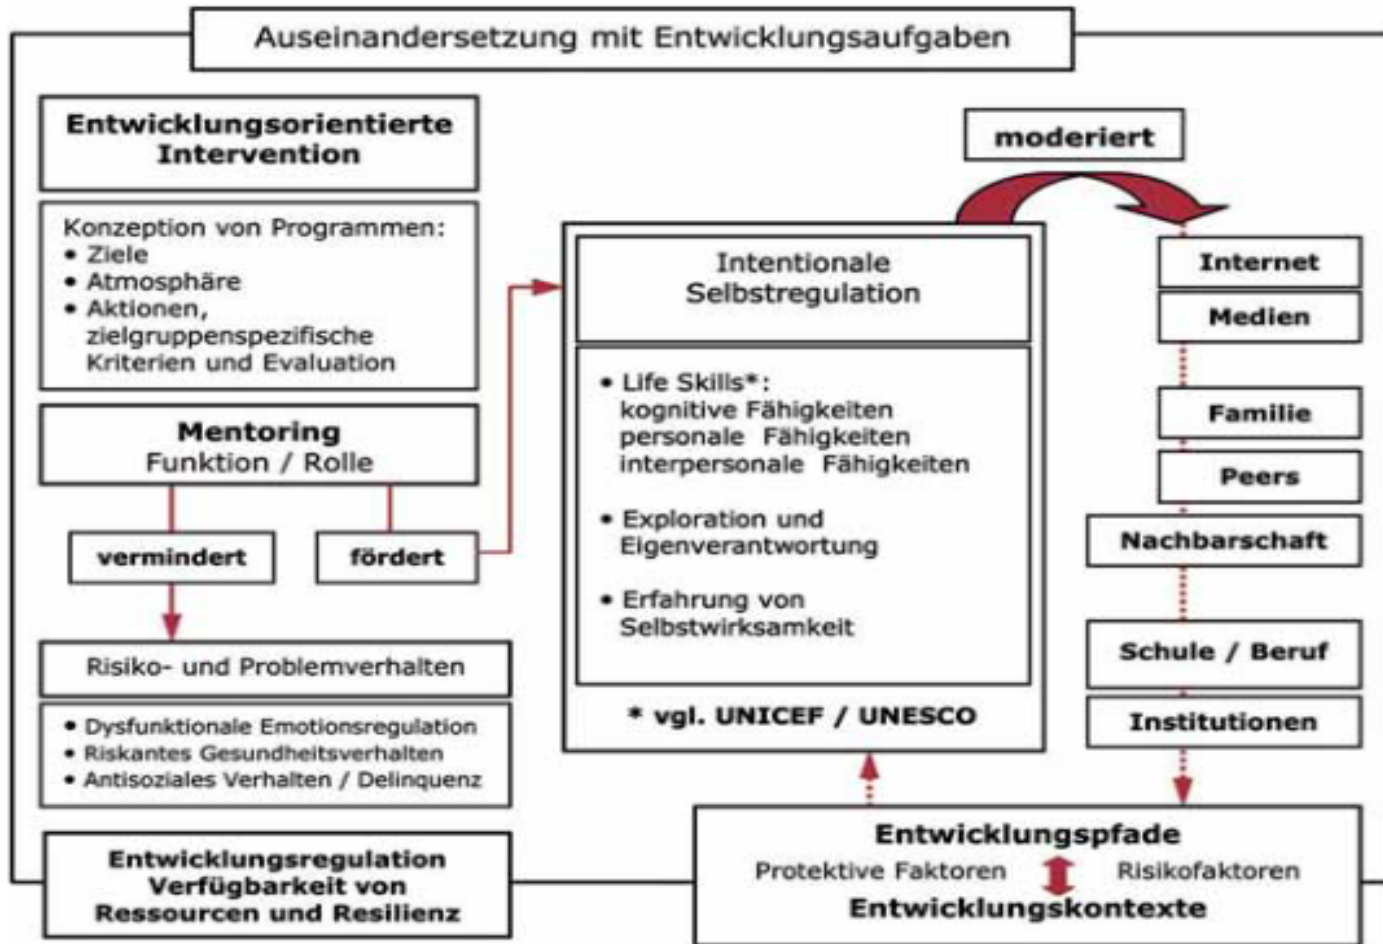 Auseinandersetzung mit Entwicklungsaufgaben
Entwicklungsorientierte
Intervention
Konzeption von Programmen:
• Ziele
• Atmosphäre
• Aktionen,
zielgruppenspezifische
Kriterien und Evaluation
Mentoring
Funktion / Rolle
vermindert
fördert
Risiko- und Problemverhalten
• Dysfunktionale Emotionsregulation
• Riskantes Gesundheitsverhalten
• Antisoziales Verhalten / Delinquenz
Entwicklungsregulation
Verfügbarkeit von
Ressourcen und Resilienz
Intentionale
Selbstregulation
• Life Skills*:
kognitive Fähigkeiten
personale Fähigkeiten
interpersonale Fähigkeiten
• Exploration und
Eigenverantwortung
• Erfahrung von
Selbstwirksamkeit
* vgl. UNICEF / UNESCO
moderiert
Internet
Medien
Familie
Peers
Nachbarschaft
Schule / Beruf
Institutionen
Entwicklungspfade
Protektive Faktoren Risikofaktoren
Entwicklungskontexte